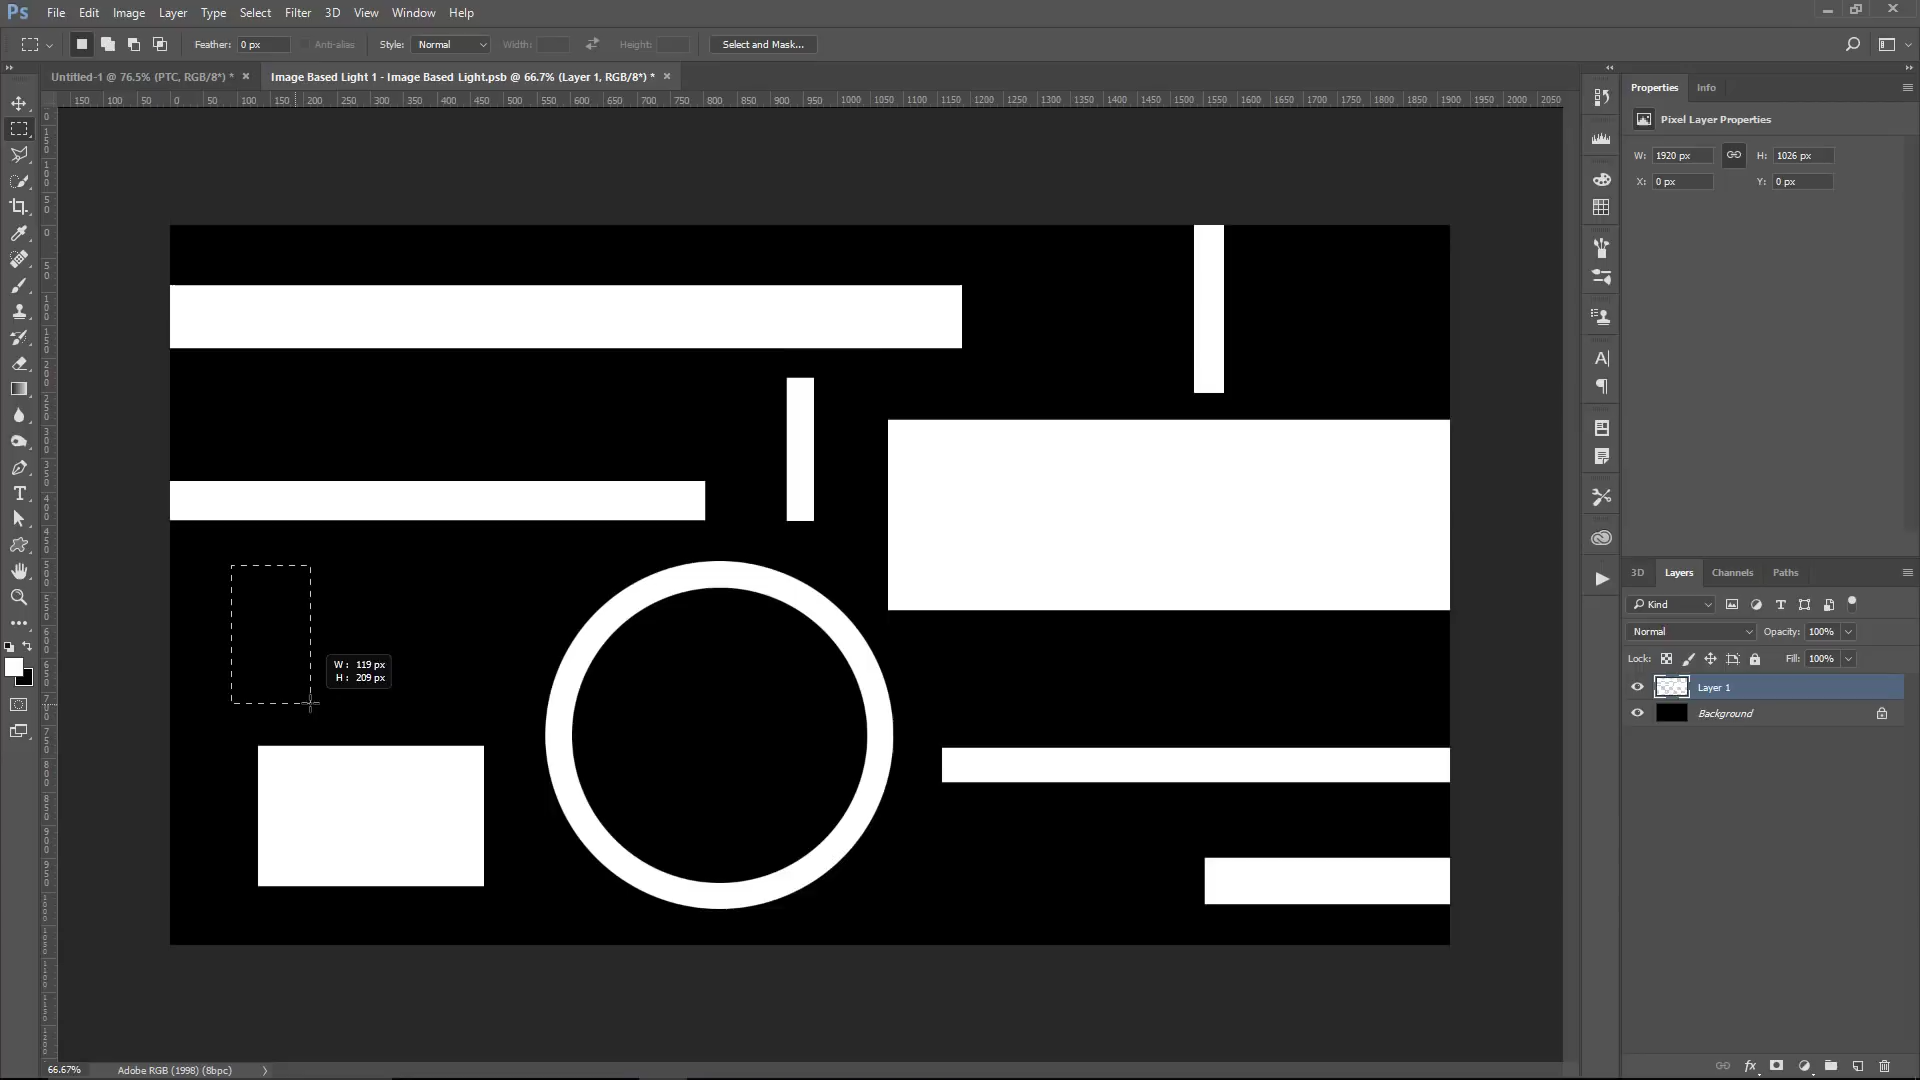 Ps File Edit Image Layer Type Select Filter 3D View Window Help
Feather: 0 px Anti-alias Style: Normal Width: Height: Select and Mask...
Untitled-1 @ 76.5% (PTC, RGB/8*) * × Image Based Light 1 - Image Based Light.psb @ 66.7% (Layer 1, RGB/8*) * ×
150 100 50 0 50 100 150 200 250 300 350 400 450 500 550 600 650 700 750 800 850 900 950 1000 1050 1100 1150 1200 1250 1300 1350 1400 1450 1500 1550 1600 1650 1700 1750 1800 1850 1900 1950 2000 2050
Properties Info
Pixel Layer Properties
W: 1920 px H: 1026 px
X: 0 px Y: 0 px
W: 119 px
H: 209 px
3D Layers Channels Paths
Kind
Normal Opacity: 100%
Lock: Fill: 100%
Layer 1
Background
66.67% Adobe RGB (1998) (8bpc)